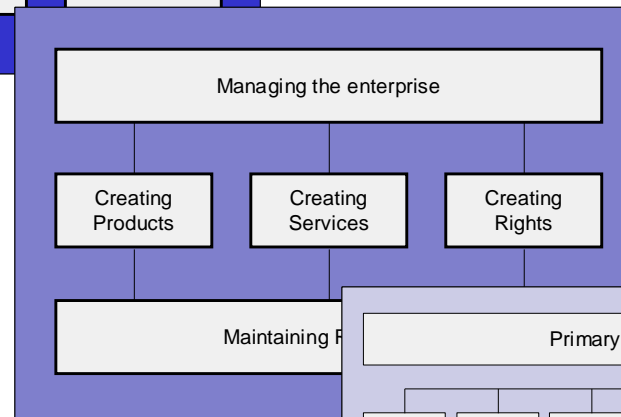 Managing the enterprise
Creating
Products
Creating
Services
Creating
Rights
Maintaining
Primary